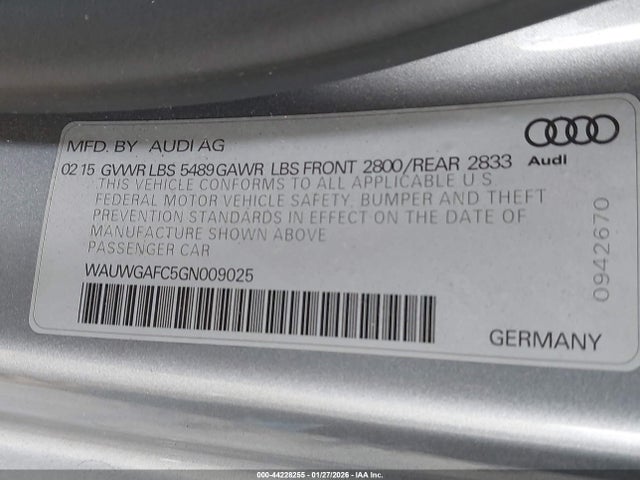 MFD. BY AUDI AG
02 15 GVWR LBS 5489 GAWR LBS FRONT 2800/REAR 2833
Audi
THIS VEHICLE CONFORMS TO ALL APPLICABLE U S
FEDERAL MOTOR VEHICLE SAFETY, BUMPER AND THEFT
PREVENTION STANDARDS IN EFFECT ON THE DATE OF
MANUFACTURE SHOWN ABOVE
PASSENGER CAR
WAUWGAFC5GN009025
0942670
GERMANY
000-44228255 - 01/27/2026 - IAA Inc.